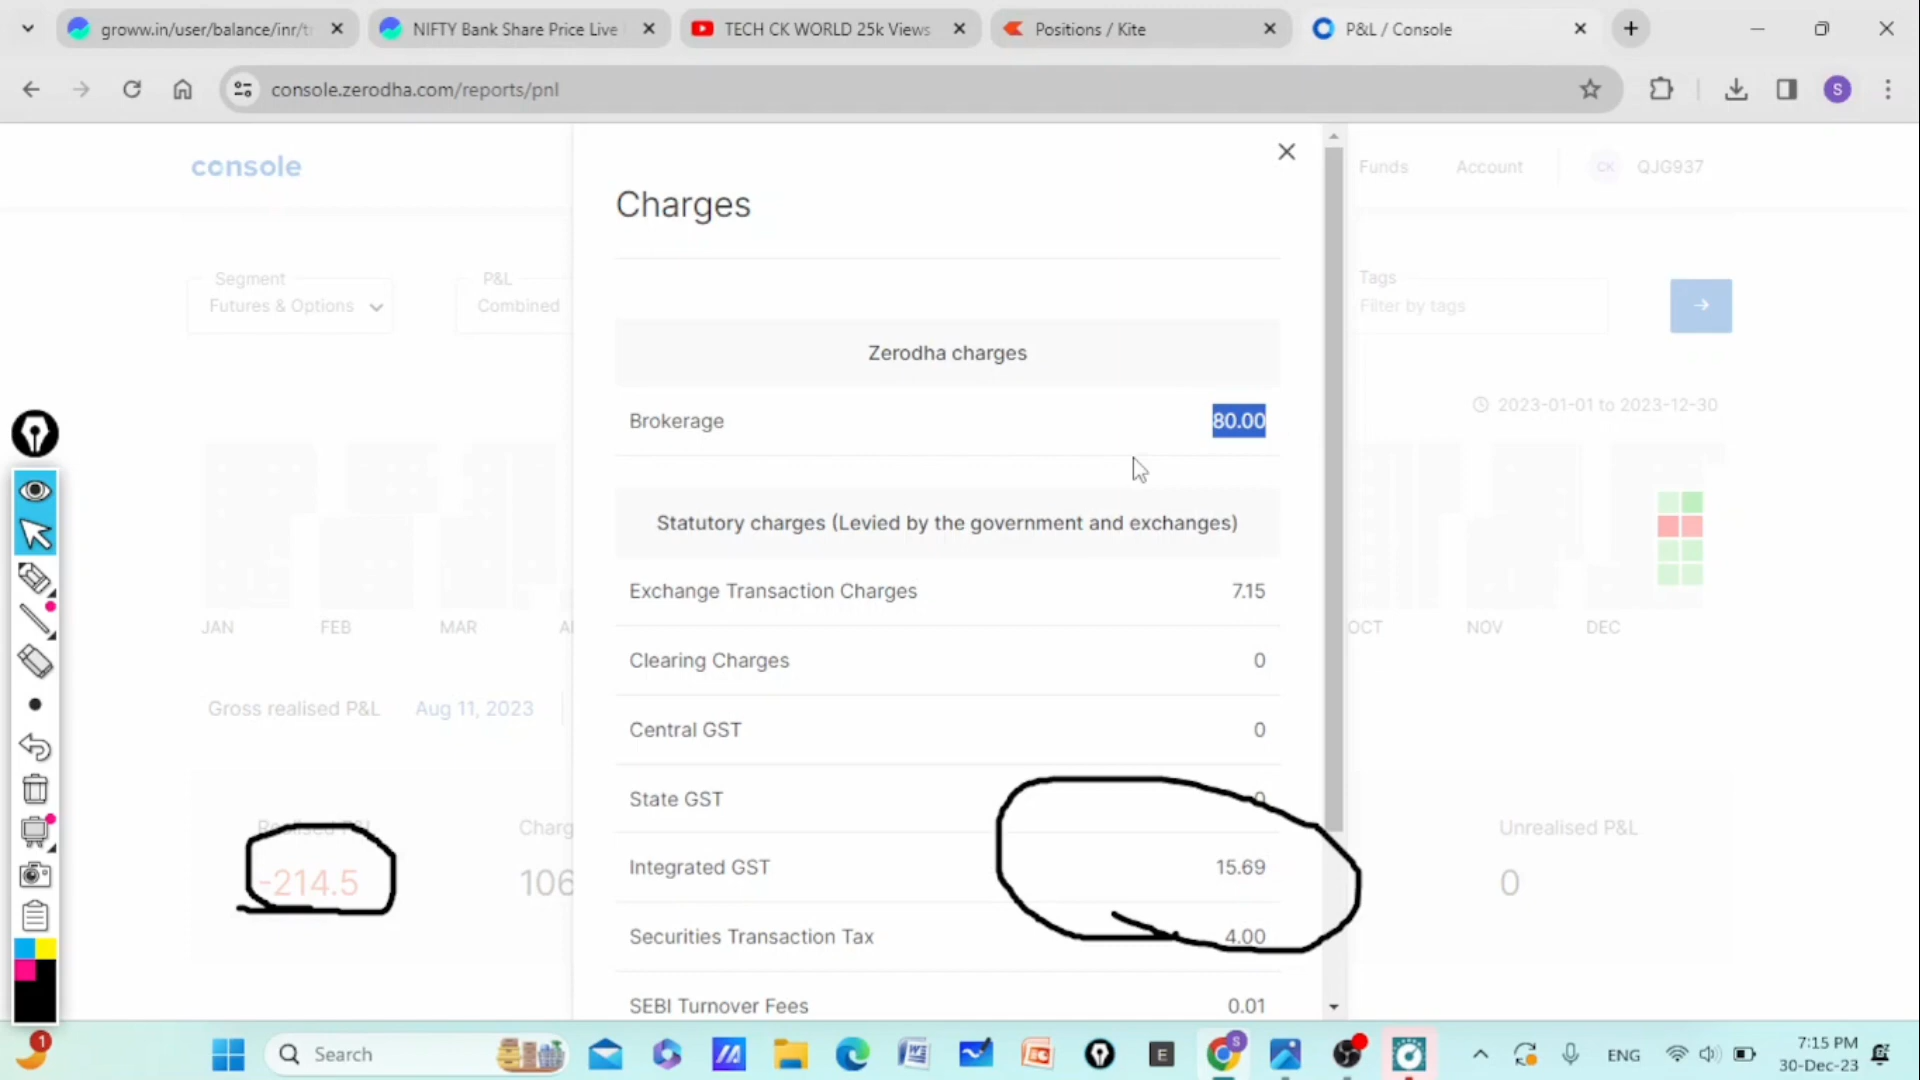 groww.in/user/balance/inr/tr
NIFTY Bank Share Price Live
TECH CK WORLD 25k Views
Positions / Kite
P&L / Console
console.zerodha.com/reports/pnl
S
console
Funds
Account
CK
QJG937
Charges
Segment
Futures & Options
P&L
Combined
Tags
Filter by tags
Zerodha charges
2023-01-01 to 2023-12-30
Brokerage 80.00
Statutory charges (Levied by the government and exchanges)
Exchange Transaction Charges 7.15
JAN
FEB
MAR
OCT
NOV
DEC
Clearing Charges 0
Gross realised P&L
Aug 11, 2023
Central GST 0
State GST 0
Realised P&L
-214.5
Charg
106
Unrealised P&L
0
Integrated GST 15.69
Securities Transaction Tax 4.00
SEBI Turnover Fees 0.01
1
Search
S
ENG
7:15 PM
30-Dec-23